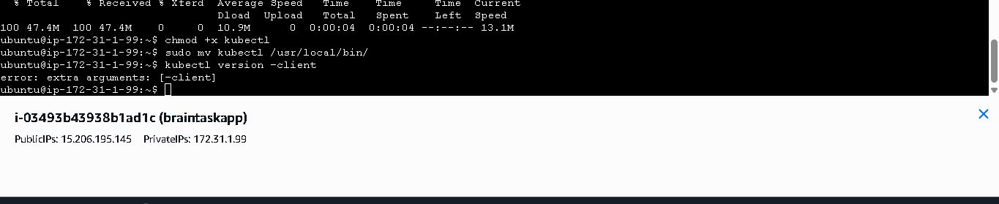 % Total    % Received % Xferd  Average Speed   Time    Time     Time  Current
Dload  Upload   Total   Spent    Left  Speed
100 47.4M  100 47.4M    0     0  10.9M      0  0:00:04  0:00:04 --:--:-- 13.1M
ubuntu@ip-172-31-1-99:~$ chmod +x kubectl
ubuntu@ip-172-31-1-99:~$ sudo mv kubectl /usr/local/bin/
ubuntu@ip-172-31-1-99:~$ kubectl version –client
error: extra arguments: [–client]
ubuntu@ip-172-31-1-99:~$
i-03493b43938b1ad1c (braintaskapp)
PublicIPs: 15.206.195.145    PrivateIPs: 172.31.1.99